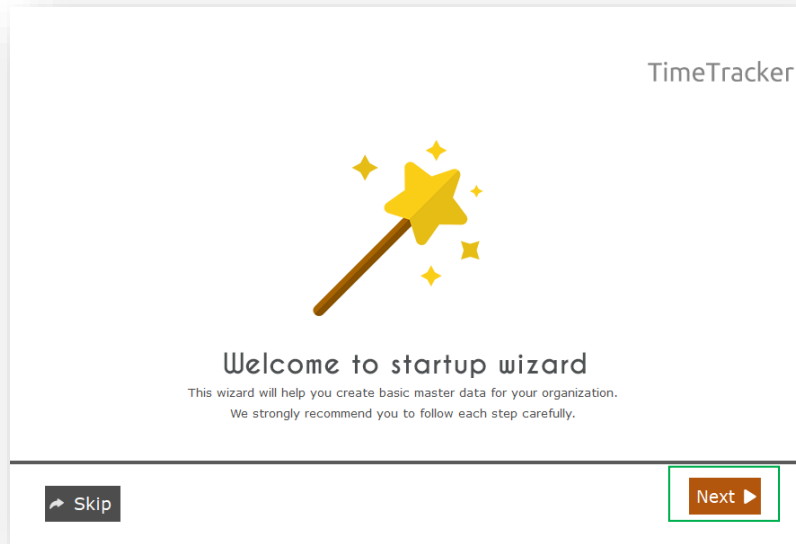 TimeTracker
Welcome to startup wizard
This wizard will help you create basic master data for your organization.
We strongly recommend you to follow each step carefully.
Skip
Next